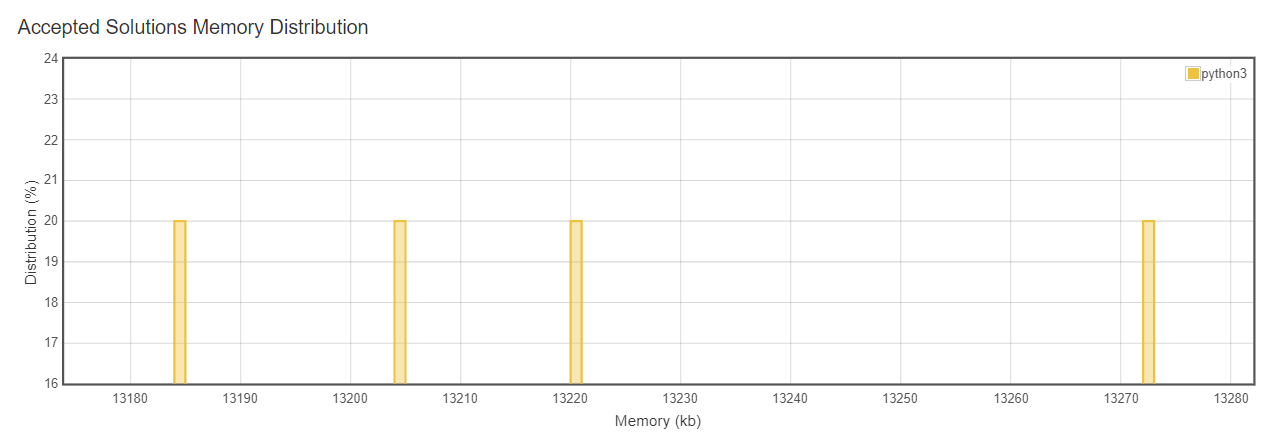 Accepted Solutions Memory Distribution
24
python3
23
22
21
20
19
18
17
16
Distribution (%)
13180 13190 13200 13210 13220 13230 13240 13250 13260 13270 13280
Memory (kb)